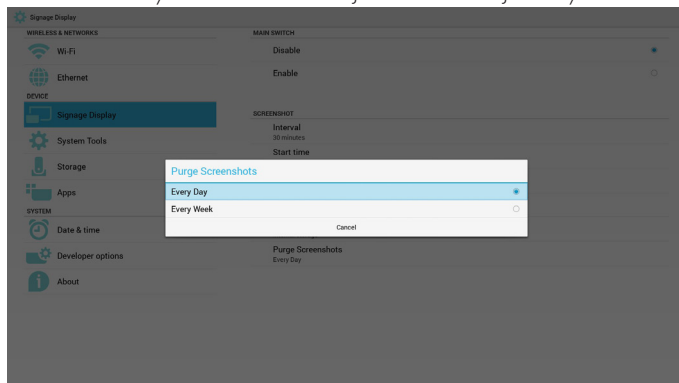 Signage Display
WIRELESS & NETWORKS
Wi-Fi
Ethernet
DEVICE
Signage Display
System Tools
Storage
Apps
SYSTEM
Date & time
Developer options
About
MAIN SWITCH
Disable
Enable
SCREENSHOT
Interval
30 minutes
Start time
Purge Screenshots
Every Day
Every Week
Cancel
Purge Screenshots
Every Day